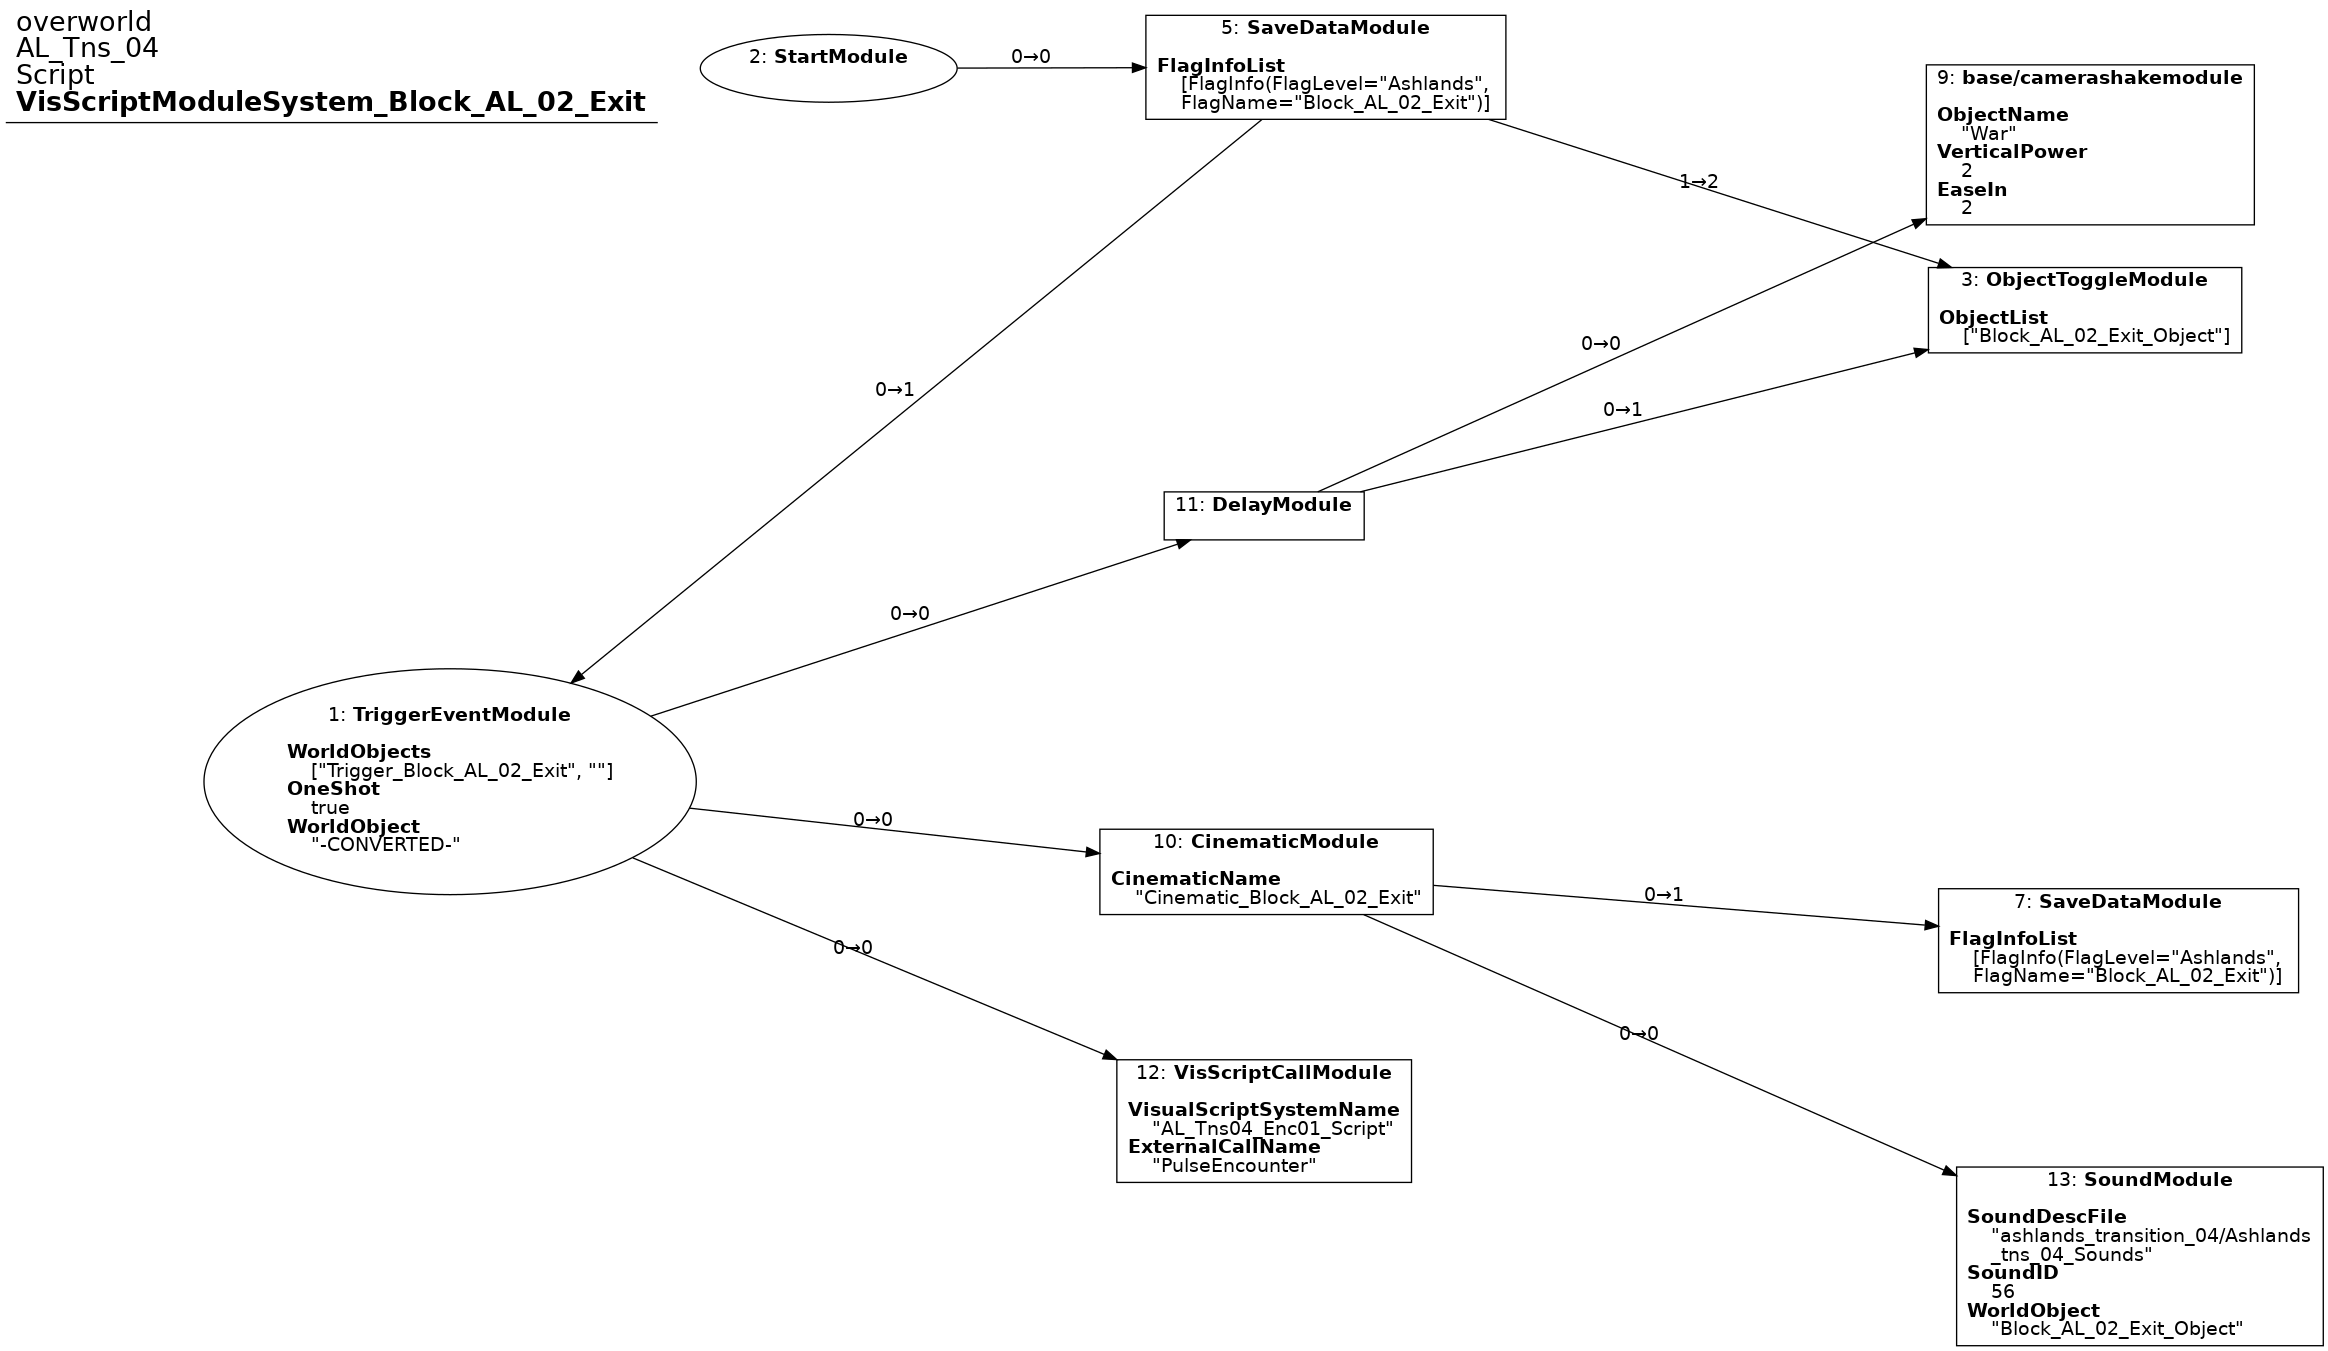 overworld
AL_Tns_04
Script
VisScriptModuleSystem_Block_AL_02_Exit
2: StartModule
0→0
5: SaveDataModule
FlagInfoList
[FlagInfo(FlagLevel="Ashlands",
FlagName="Block_AL_02_Exit")]
9: base/camerashakemodule
ObjectName
"War"
VerticalPower
2
EaseIn
2
1→2
3: ObjectToggleModule
ObjectList
["Block_AL_02_Exit_Object"]
0→0
0→1
0→1
11: DelayModule
0→0
1: TriggerEventModule
WorldObjects
["Trigger_Block_AL_02_Exit", ""]
OneShot
true
WorldObject
"-CONVERTED-"
0→0
10: CinematicModule
CinematicName
"Cinematic_Block_AL_02_Exit"
0→1
7: SaveDataModule
FlagInfoList
[FlagInfo(FlagLevel="Ashlands",
FlagName="Block_AL_02_Exit")]
0→0
0→0
12: VisScriptCallModule
VisualScriptSystemName
"AL_Tns04_Enc01_Script"
ExternalCallName
"PulseEncounter"
13: SoundModule
SoundDescFile
"ashlands_transition_04/Ashlands
_tns_04_Sounds"
SoundID
56
WorldObject
"Block_AL_02_Exit_Object"